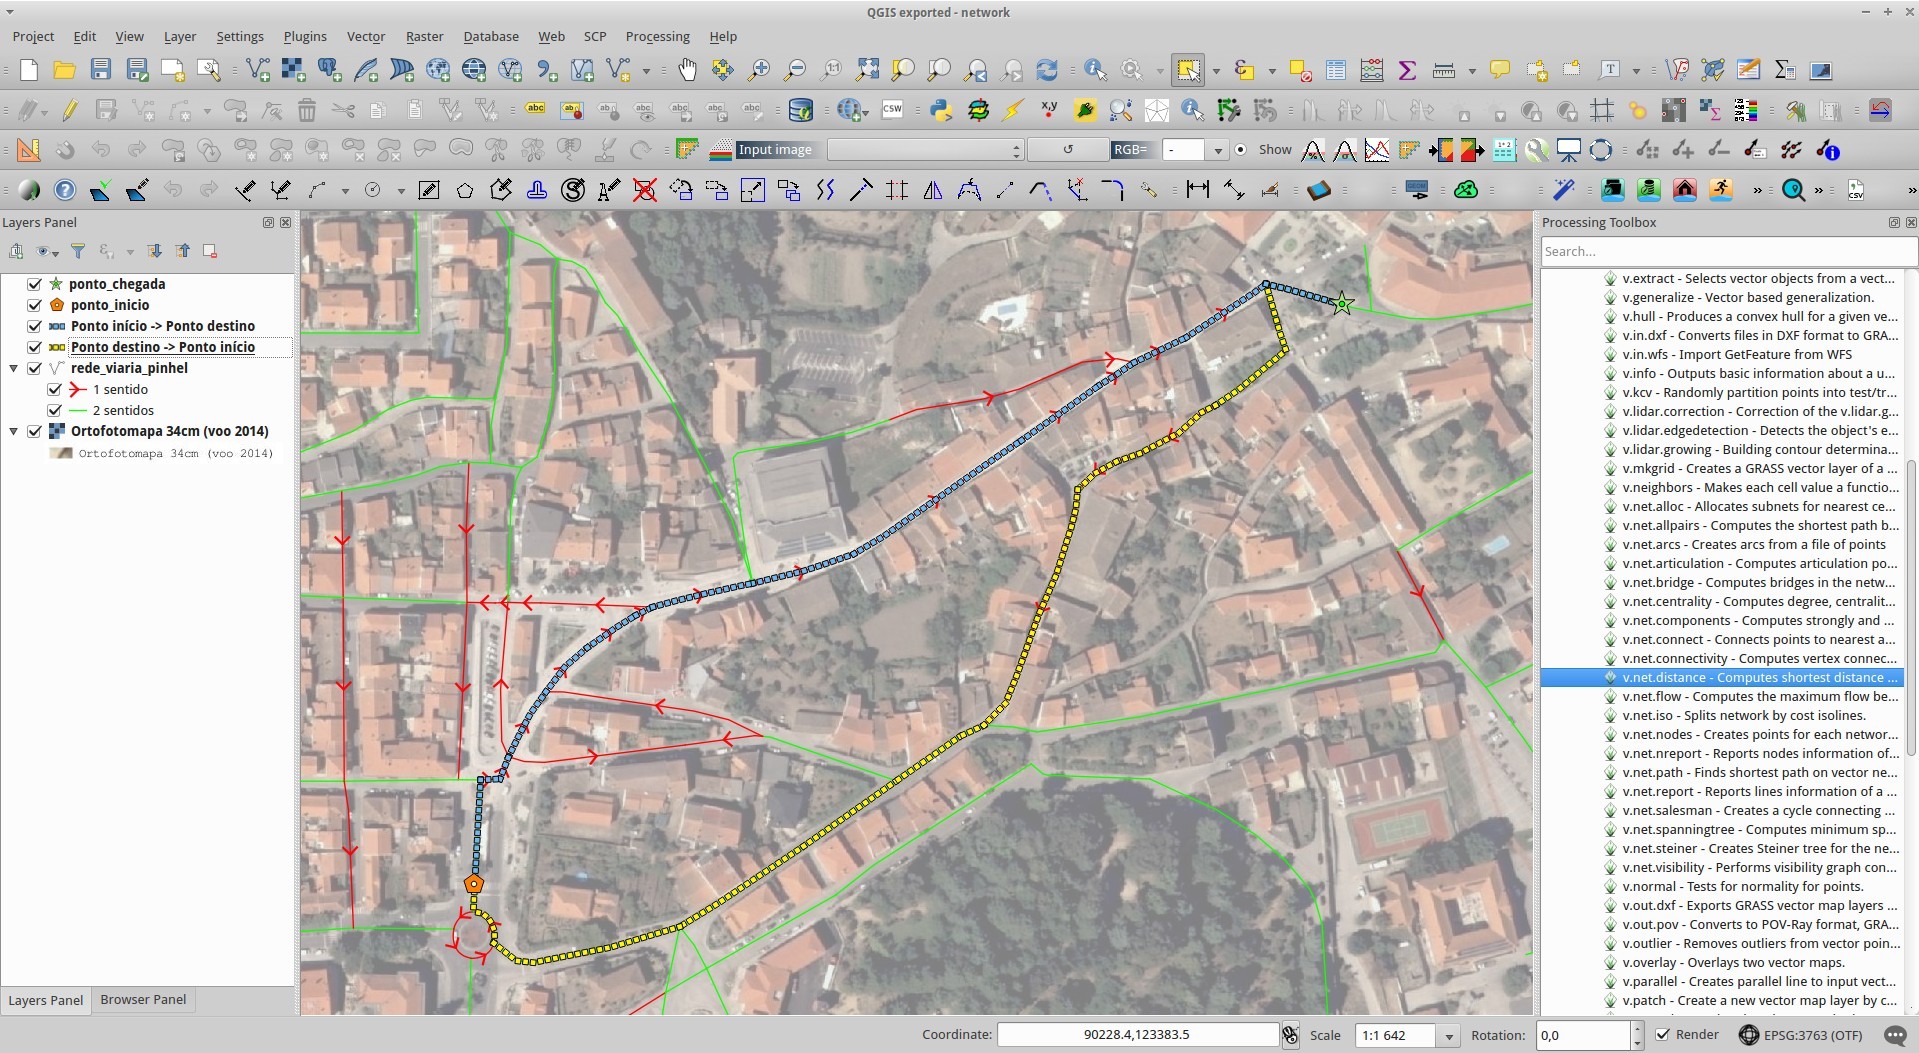 QGIS exported - network
Project Edit View Layer Settings Plugins Vector Raster Database Web SCP Processing Help
Input image RGB= - Show
Layers Panel
ponto_chegada
ponto_inicio
Ponto início -> Ponto destino
Ponto destino -> Ponto início
rede_viaria_pinhel
1 sentido
2 sentidos
Ortofotomapa 34cm (voo 2014)
Ortofotomapa 34cm (voo 2014)
Layers Panel Browser Panel
Processing Toolbox
Search...
v.extract - Selects vector objects from a vect...
v.generalize - Vector based generalization.
v.hull - Produces a convex hull for a given ve...
v.in.dxf - Converts files in DXF format to GRA...
v.in.wfs - Import GetFeature from WFS
v.info - Outputs basic information about a u...
v.kcv - Randomly partition points into test/tr...
v.lidar.correction - Correction of the v.lidar.g...
v.lidar.edgedetection - Detects the object's e...
v.lidar.growing - Building contour determina...
v.mkgrid - Creates a GRASS vector layer of a ...
v.neighbors - Makes each cell value a functio...
v.net.alloc - Allocates subnets for nearest ce...
v.net.allpairs - Computes the shortest path b...
v.net.arcs - Creates arcs from a file of points
v.net.articulation - Computes articulation po...
v.net.bridge - Computes bridges in the netw...
v.net.centrality - Computes degree, centralit...
v.net.components - Computes strongly and ...
v.net.connect - Connects points to nearest a...
v.net.connectivity - Computes vertex connec...
v.net.distance - Computes shortest distance ...
v.net.flow - Computes the maximum flow be...
v.net.iso - Splits network by cost isolines.
v.net.nodes - Creates points for each networ...
v.net.nreport - Reports nodes information of...
v.net.path - Finds shortest path on vector ne...
v.net.report - Reports lines information of a ...
v.net.salesman - Creates a cycle connecting ...
v.net.spanningtree - Computes minimum sp...
v.net.steiner - Creates Steiner tree for the ne...
v.net.visibility - Performs visibility graph con...
v.normal - Tests for normality for points.
v.out.dxf - Exports GRASS vector map layers ...
v.out.pov - Converts to POV-Ray format, GRA...
v.outlier - Removes outliers from vector poin...
v.overlay - Overlays two vector maps.
v.parallel - Creates parallel line to input vect...
v.patch - Create a new vector map layer by c...
Coordinate: 90228.4,123383.5 Scale 1:1 642 Rotation: 0,0 Render EPSG:3763 (OTF)